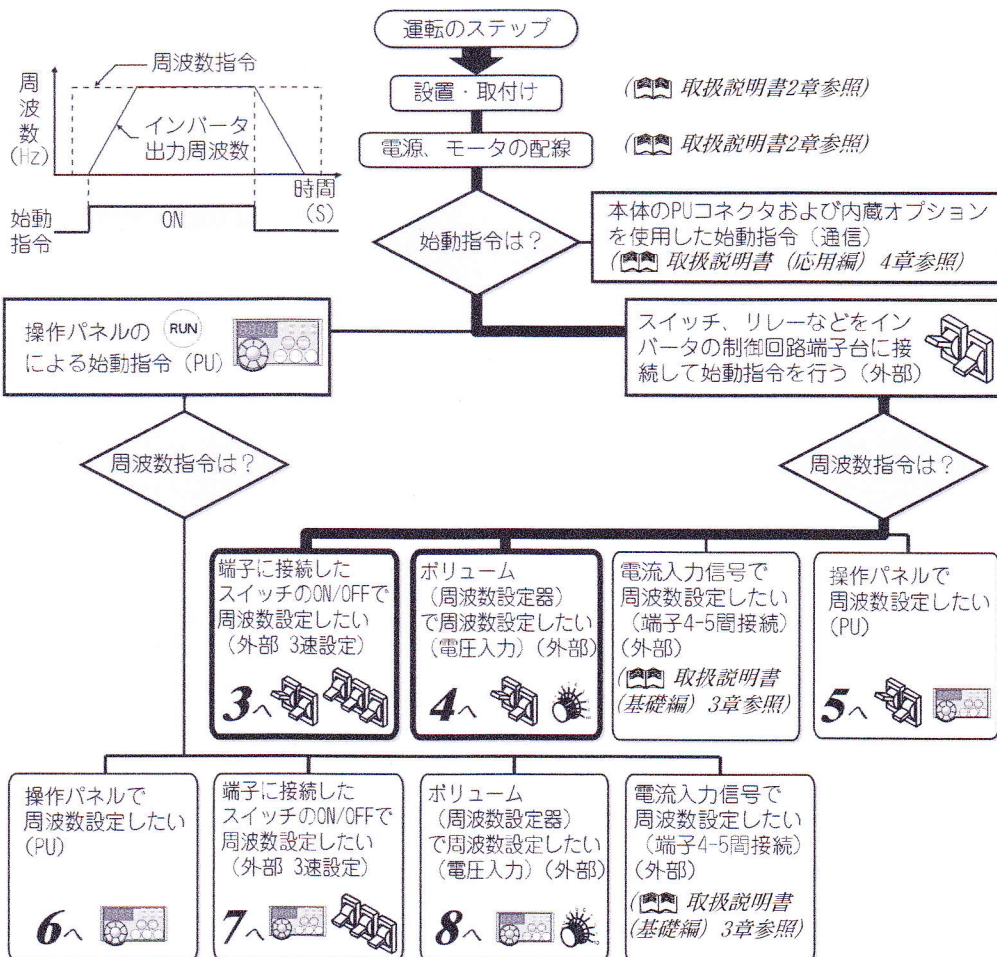 運転のステップ
周波数(Hz)
周波数指令
インバータ
出力周波数
時間
(S)
始動
指令
ON
設置・取付け
(取扱説明書2章参照)
電源、モータの配線
(取扱説明書2章参照)
始動指令は？
本体のPUコネクタおよび内蔵オプション
を使用した始動指令（通信）
(取扱説明書（応用編）4章参照)
操作パネルの RUN
による始動指令（PU）
スイッチ、リレーなどをイン
バータの制御回路端子台に接
続して始動指令を行う（外部）
周波数指令は？
周波数指令は？
端子に接続した
スイッチのON/OFFで
周波数設定したい
（外部 3速設定）
3へ
ボリューム
（周波数設定器）
で周波数設定したい
（電圧入力）（外部）
4へ
電流入力信号で
周波数設定したい
（端子4-5間接続）
（外部）
(取扱説明書
(基礎編）3章参照)
操作パネルで
周波数設定したい
(PU)
5へ
操作パネルで
周波数設定したい
(PU)
6へ
端子に接続した
スイッチのON/OFFで
周波数設定したい
（外部 3速設定）
7へ
ボリューム
（周波数設定器）
で周波数設定したい
（電圧入力）（外部）
8へ
電流入力信号で
周波数設定したい
（端子4-5間接続）
（外部）
(取扱説明書
(基礎編）3章参照)